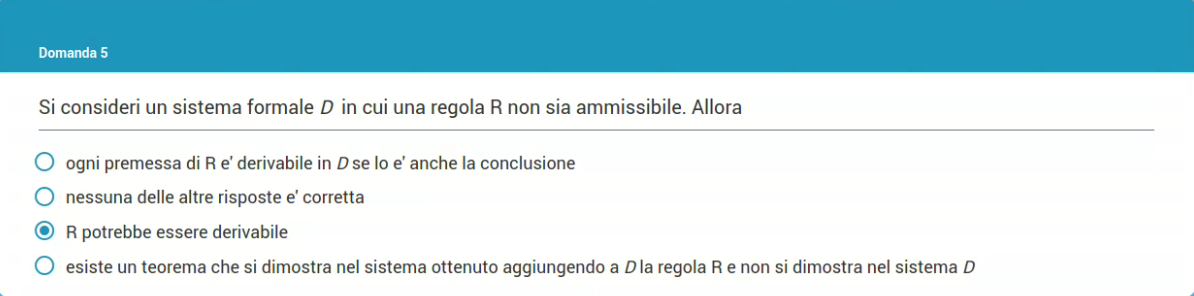 Domanda 5
Si consideri un sistema formale D in cui una regola R non sia ammissibile. Allora
ogni premessa di R e' derivabile in D se lo e' anche la conclusione
nessuna delle altre risposte e' corretta
R potrebbe essere derivabile
esiste un teorema che si dimostra nel sistema ottenuto aggiungendo a D la regola R e non si dimostra nel sistema D